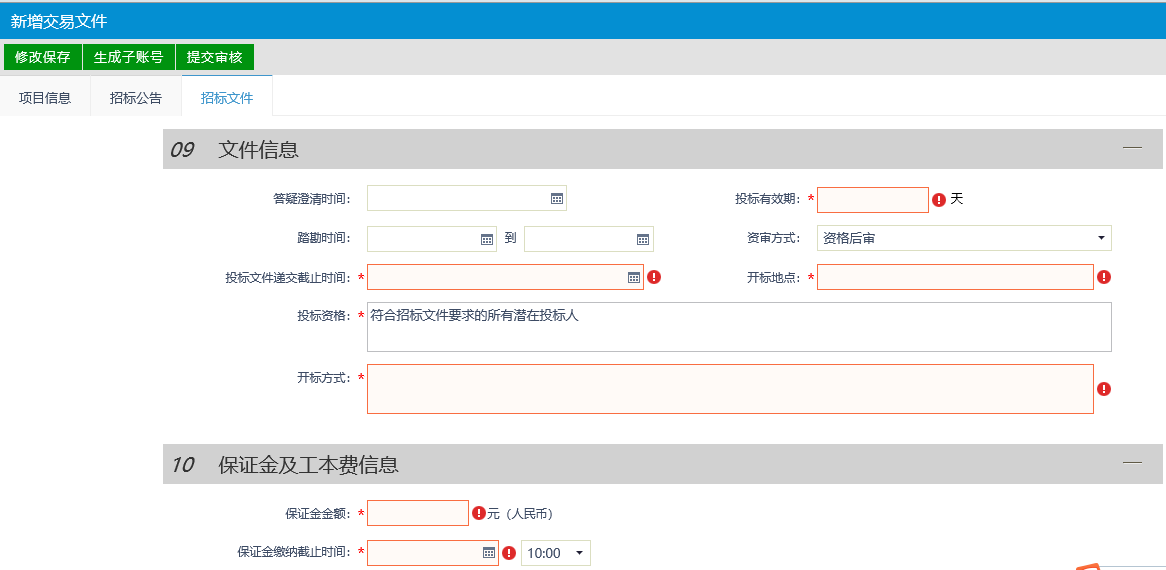 新增交易文件
修改保存 生成子账号 提交审核
项目信息 招标公告 招标文件
09 文件信息
答疑澄清时间： 投标有效期：* 天
踏勘时间： 到 资审方式： 资格后审
投标文件递交截止时间：* 开标地点：*
投标资格：* 符合招标文件要求的所有潜在投标人
开标方式：*
10 保证金及工本费信息
保证金金额：* 元（人民币）
保证金缴纳截止时间：* 10:00